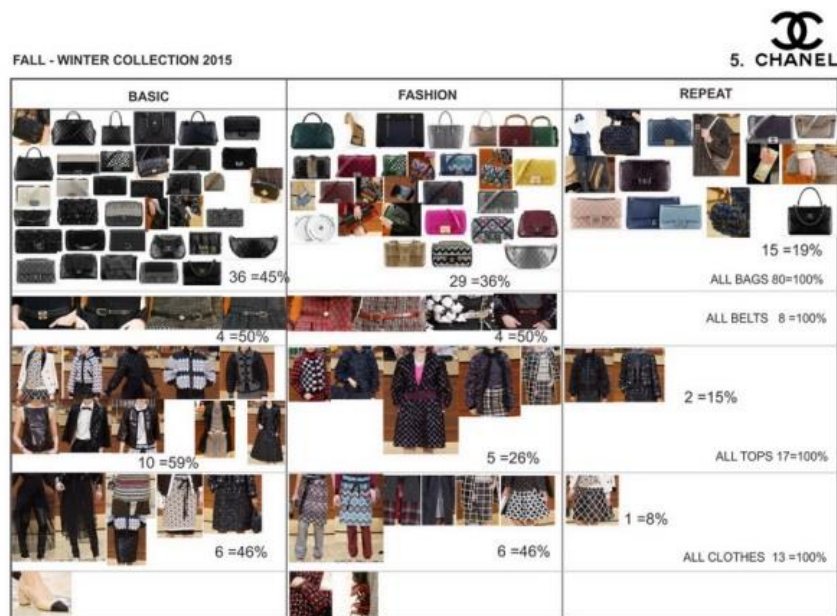 FALL - WINTER COLLECTION 2015
5. CHANEL
BASIC
FASHION
REPEAT
36 =45%
29 =36%
15 =19%
ALL BAGS 80=100%
4 =50%
4 =50%
ALL BELTS 8 =100%
10 =59%
5 =26%
2 =15%
ALL TOPS 17=100%
6 =46%
6 =46%
1 =8%
ALL CLOTHES 13 =100%